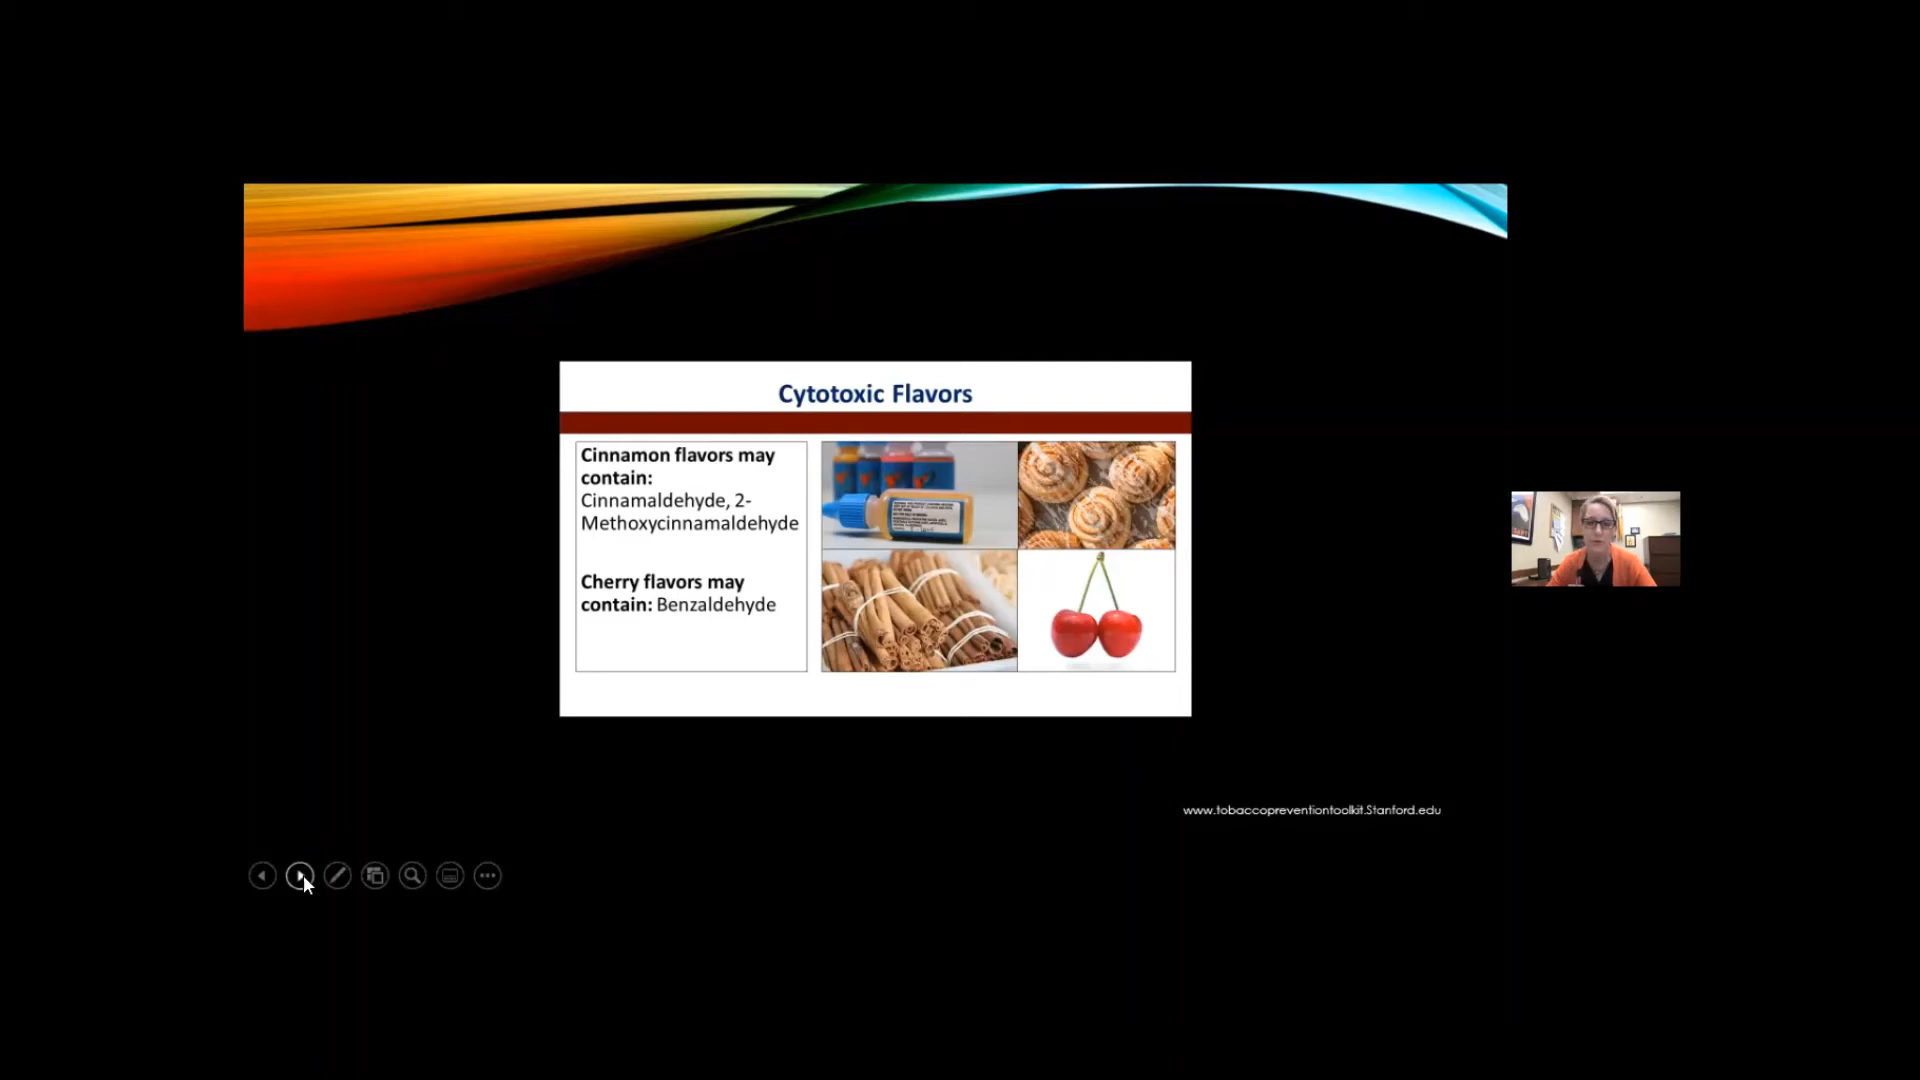 Cytotoxic Flavors
Cinnamon flavors may
contain:
Cinnamaldehyde, 2-
Methoxycinnamaldehyde
Cherry flavors may
contain: Benzaldehyde
www.tobaccopreventiontoolkit.Stanford.edu